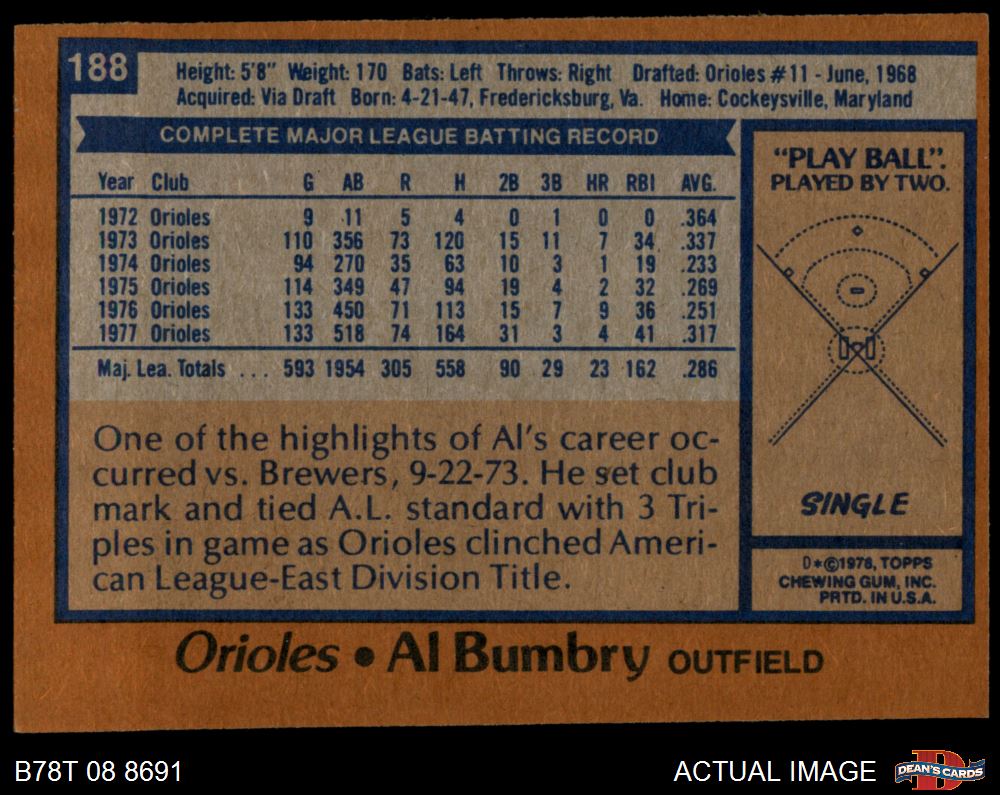 188
Height: 5'8" Weight: 170 Bats: Left Throws: Right Drafted: Orioles #11 - June, 1968
Acquired: Via Draft Born: 4-21-47, Fredericksburg, Va. Home: Cockeysville, Maryland
COMPLETE MAJOR LEAGUE BATTING RECORD
Year Club G AB R H 2B 3B HR RBI AVG.
1972 Orioles 9 11 5 4 0 1 0 0 .364
1973 Orioles 110 356 73 120 15 11 7 34 .337
1974 Orioles 94 270 35 63 10 3 1 19 .233
1975 Orioles 114 349 47 94 19 4 2 32 .269
1976 Orioles 133 450 71 113 15 7 9 36 .251
1977 Orioles 133 518 74 164 31 3 4 41 .317
Maj. Lea. Totals ... 593 1954 305 558 90 29 23 162 .286
One of the highlights of Al's career oc-
curred vs. Brewers, 9-22-73. He set club
mark and tied A.L. standard with 3 Tri-
ples in game as Orioles clinched Ameri-
can League-East Division Title.
"PLAY BALL".
PLAYED BY TWO.
SINGLE
D*©1978, TOPPS
CHEWING GUM, INC.
PRTD. IN U.S.A.
Orioles • Al Bumbry OUTFIELD
B78T 08 8691
ACTUAL IMAGE
DEAN'S CARDS